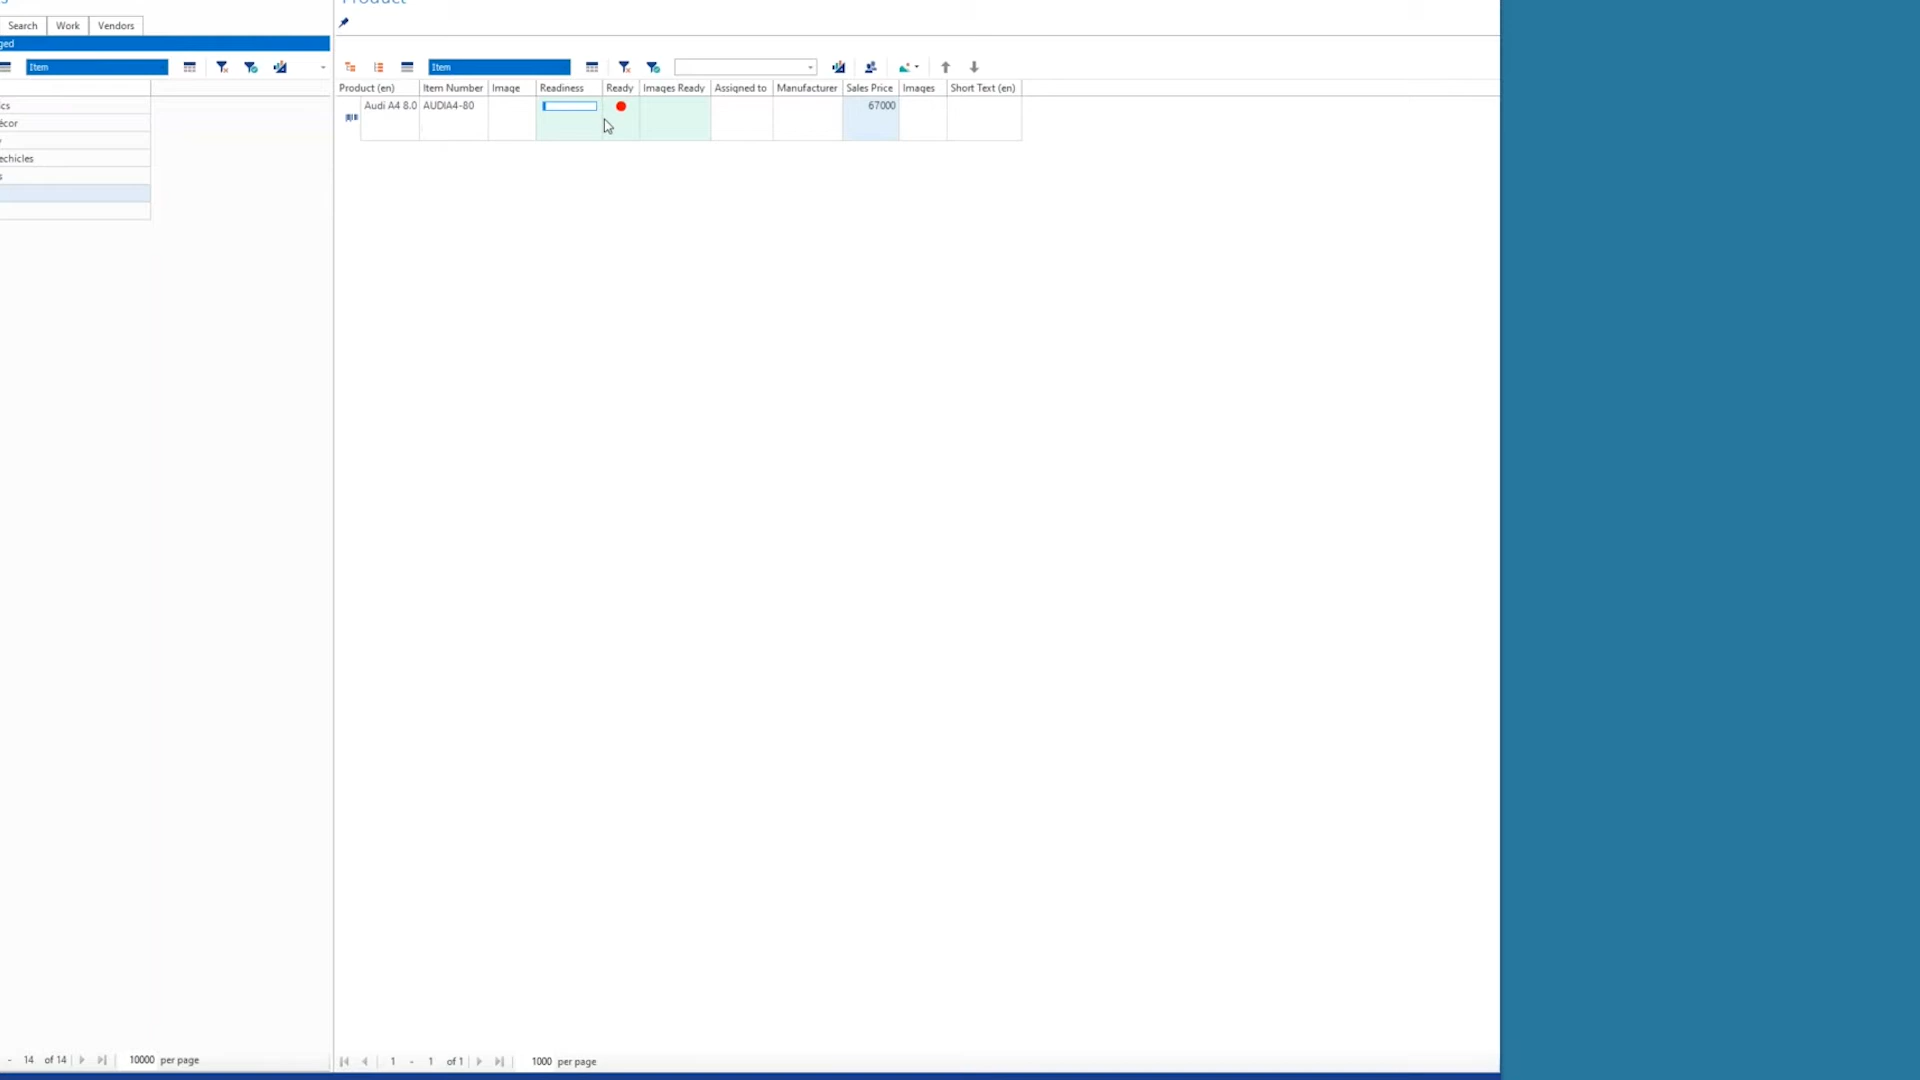 Product
Search Work Vendors
ged
Item
Item
Product (en) Item Number Image Readiness Ready Images Ready Assigned to Manufacturer Sales Price Images Short Text (en)
ics
Audi A4 8.0 AUDIA4-80 67000
écor
echicles
s
- 14 of 14 10000 per page
1 - 1 of 1 1000 per page